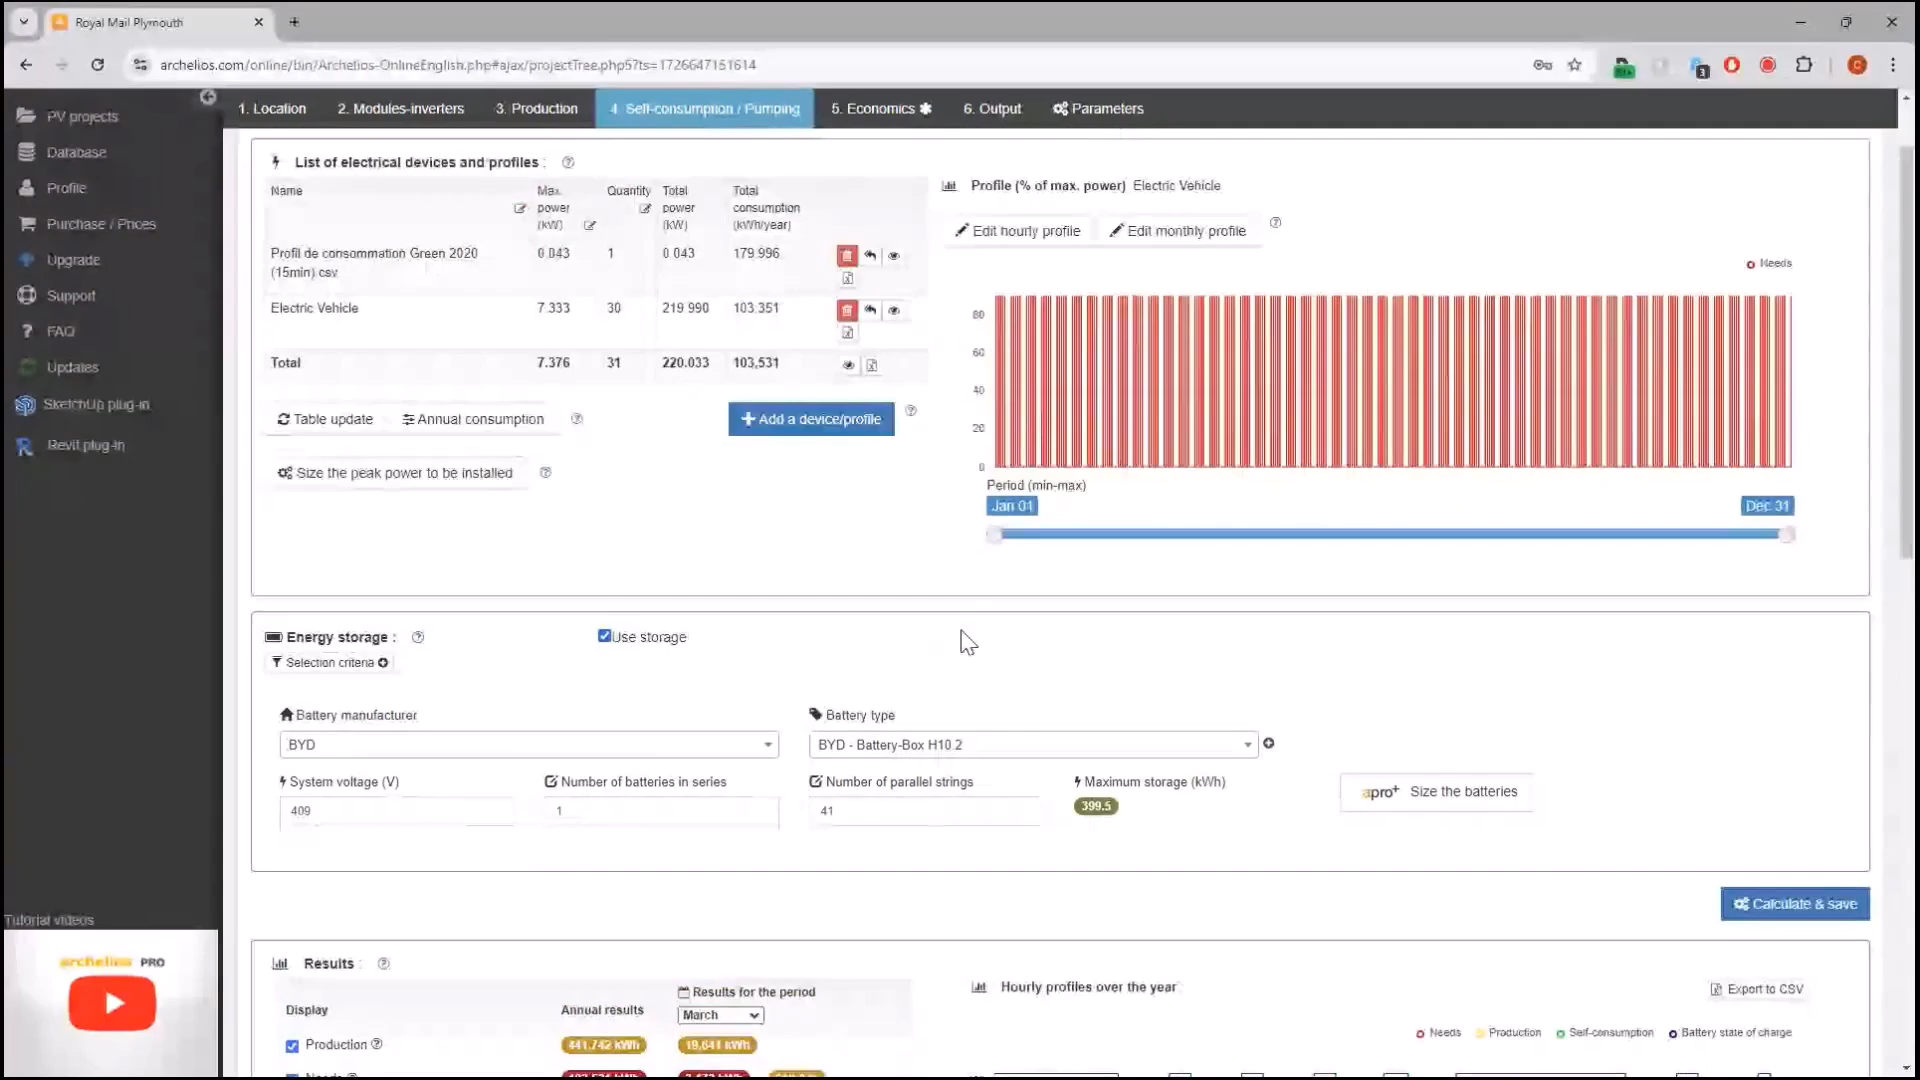 Royal Mail Plymouth
archelios.com/online/bin/Archelios-OnlineEnglish.php#ajax/projectTree.php5?ts=1726647151614
PV projects
Database
Profile
Purchase / Prices
Upgrade
Support
FAQ
Updates
SketchUp plug-in
Revit plug-in
Tutorial videos
archelios PRO
1. Location
2. Modules-inverters
3. Production
4. Self-consumption / Pumping
5. Economics
6. Output
Parameters
List of electrical devices and profiles :
Name
Max. power (kW)
Quantity
Total power (kW)
Total consumption (kWh/year)
Profil de consommation Green 2020 (15min).csv
0.043
1
0.043
179.996
Electric Vehicle
7.333
30
219.990
103,351
Total
7.376
31
220.033
103,531
Table update
Annual consumption
Add a device/profile
Size the peak power to be installed
Profile (% of max. power) Electric Vehicle
Edit hourly profile
Edit monthly profile
Needs
80
60
40
20
0
Period (min-max)
Jan 01
Dec 31
Energy storage :
Use storage
Selection criteria
Battery manufacturer
BYD
Battery type
BYD - Battery-Box H10.2
System voltage (V)
409
Number of batteries in series
1
Number of parallel strings
41
Maximum storage (kWh)
399.5
apro+ Size the batteries
Calculate & save
Results :
Display
Annual results
Results for the period
March
Production
441,742 kWh
19,641 kWh
Hourly profiles over the year
Export to CSV
Needs
Production
Self-consumption
Battery state of charge